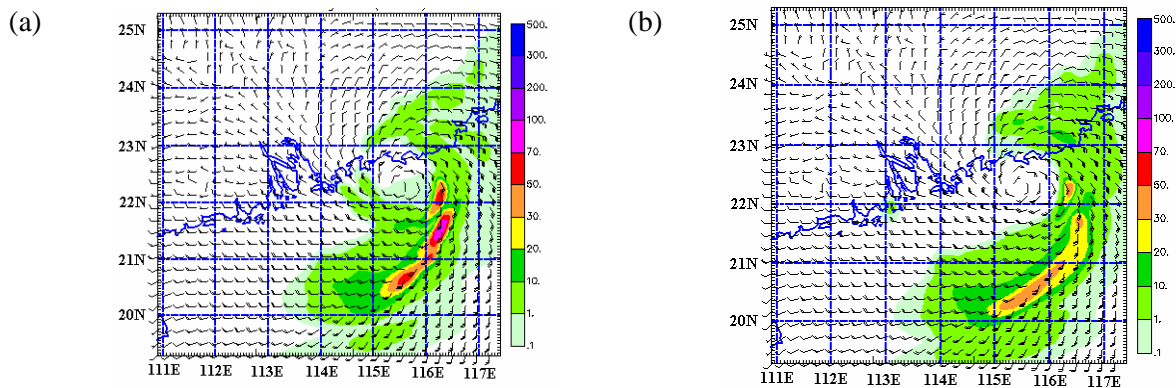 (a)
25N
24N
23N
22N
21N
20N
111E 112E 113E 114E 115E 116E 117E
500.
300.
200.
100.
70.
50.
30.
20.
10.
1.
.1
(b)
25N
24N
23N
22N
21N
20N
111E 112E 113E 114E 115E 116E 117E
500.
300.
200.
100.
70.
50.
30.
20.
10.
1.
.1